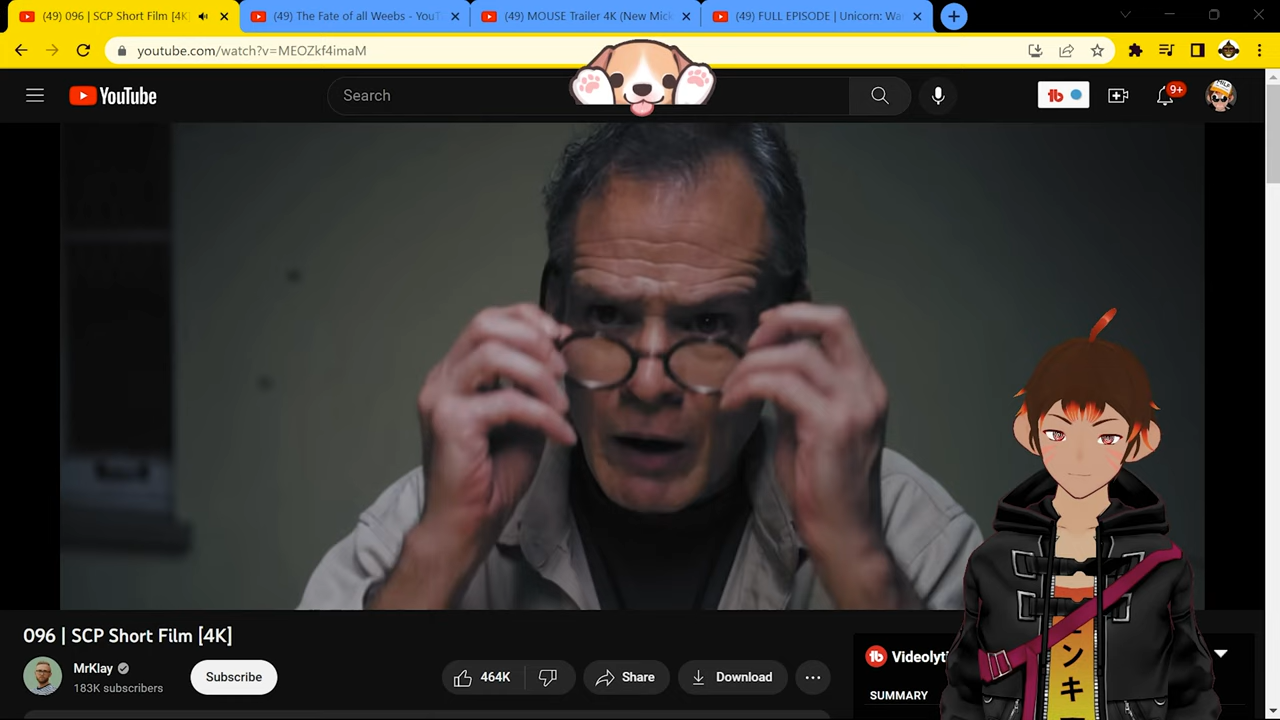 (49) 096 | SCP Short Film [4K
(49) The Fate of all Weebs - YouT
(49) MOUSE Trailer 4K (New Mick
(49) FULL EPISODE | Unicorn: Wa
youtube.com/watch?v=MEOZkf4imaM
YouTube
Search
9+
096 | SCP Short Film [4K]
MrKlay
183K subscribers
Subscribe
464K
Share
Download
Videolyti
SUMMARY
ンキ